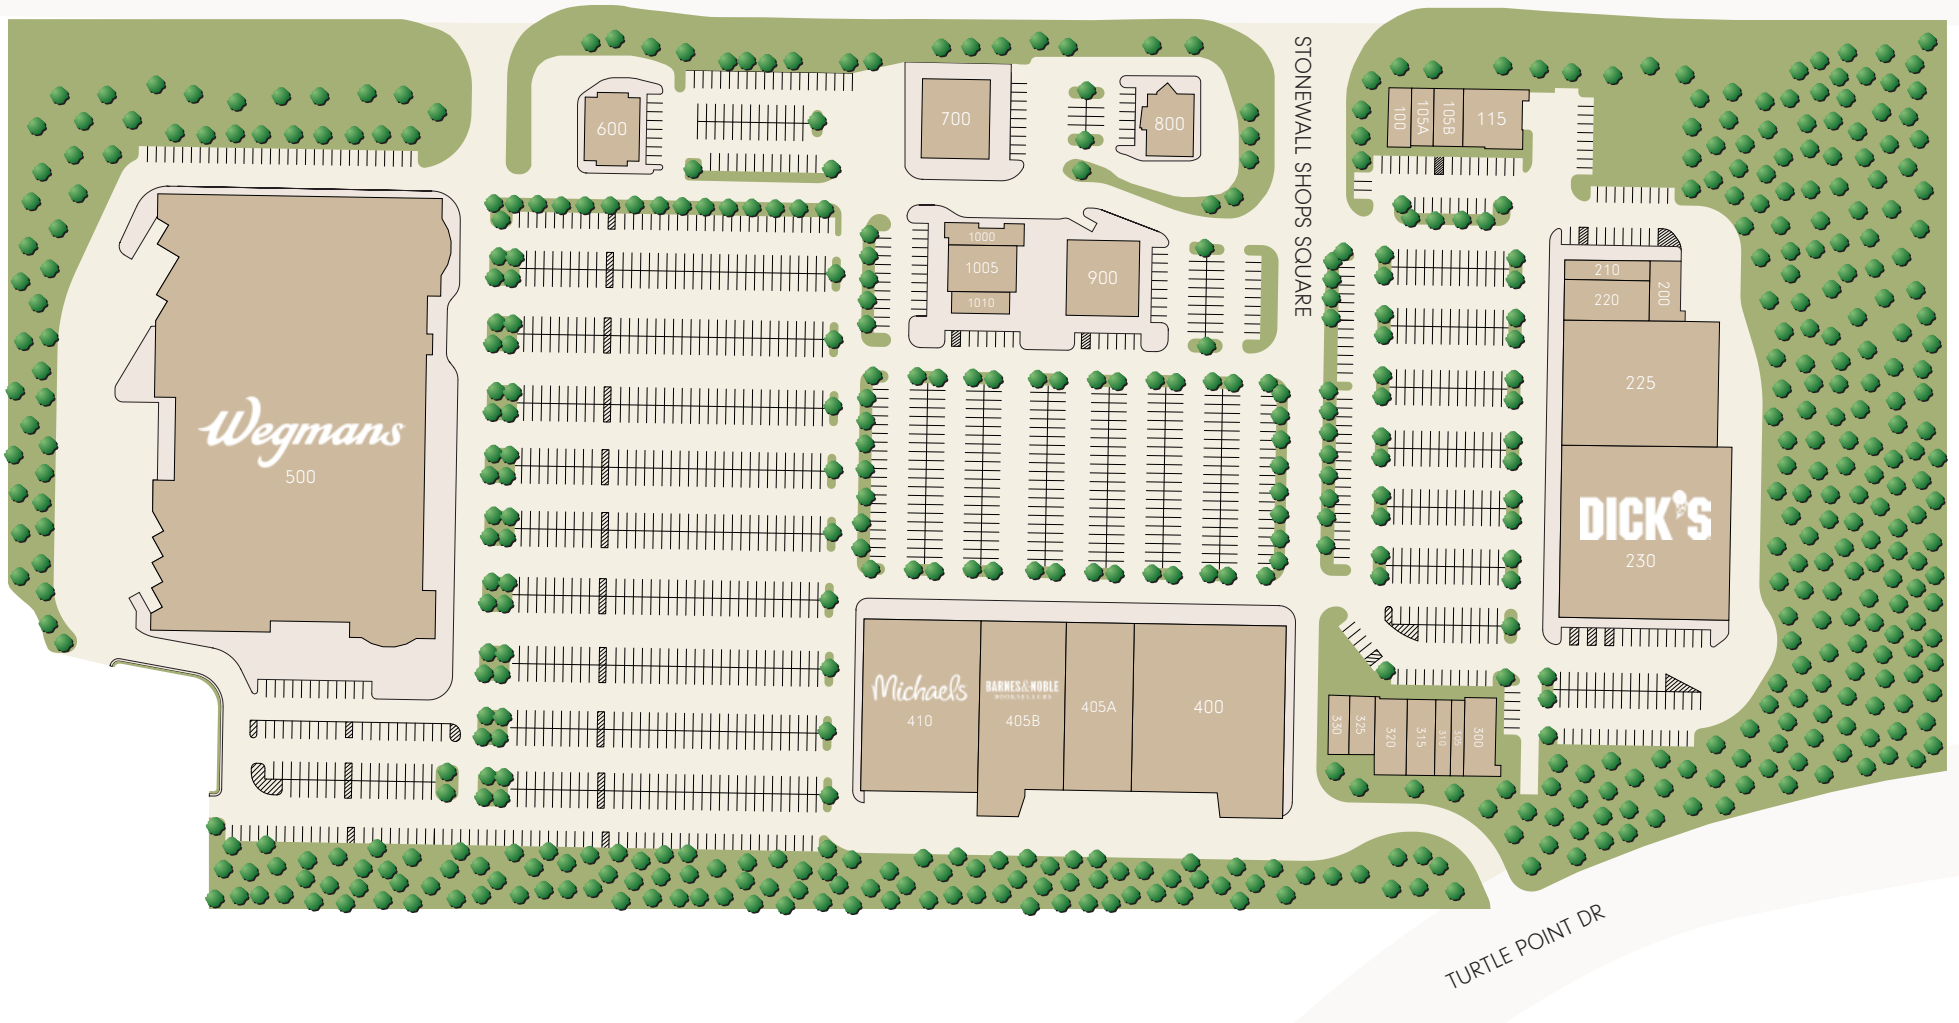 600
700
800
STONEWALL SHOPS SQUARE
100
105A
105B
115
1000
1005
1010
900
210
220
200
225
Wegmans
500
DICK'S
230
Michaels
410
BARNES & NOBLE
BOOKSELLERS
405B
405A
400
330
325
320
315
310
305
300
TURTLE POINT DR